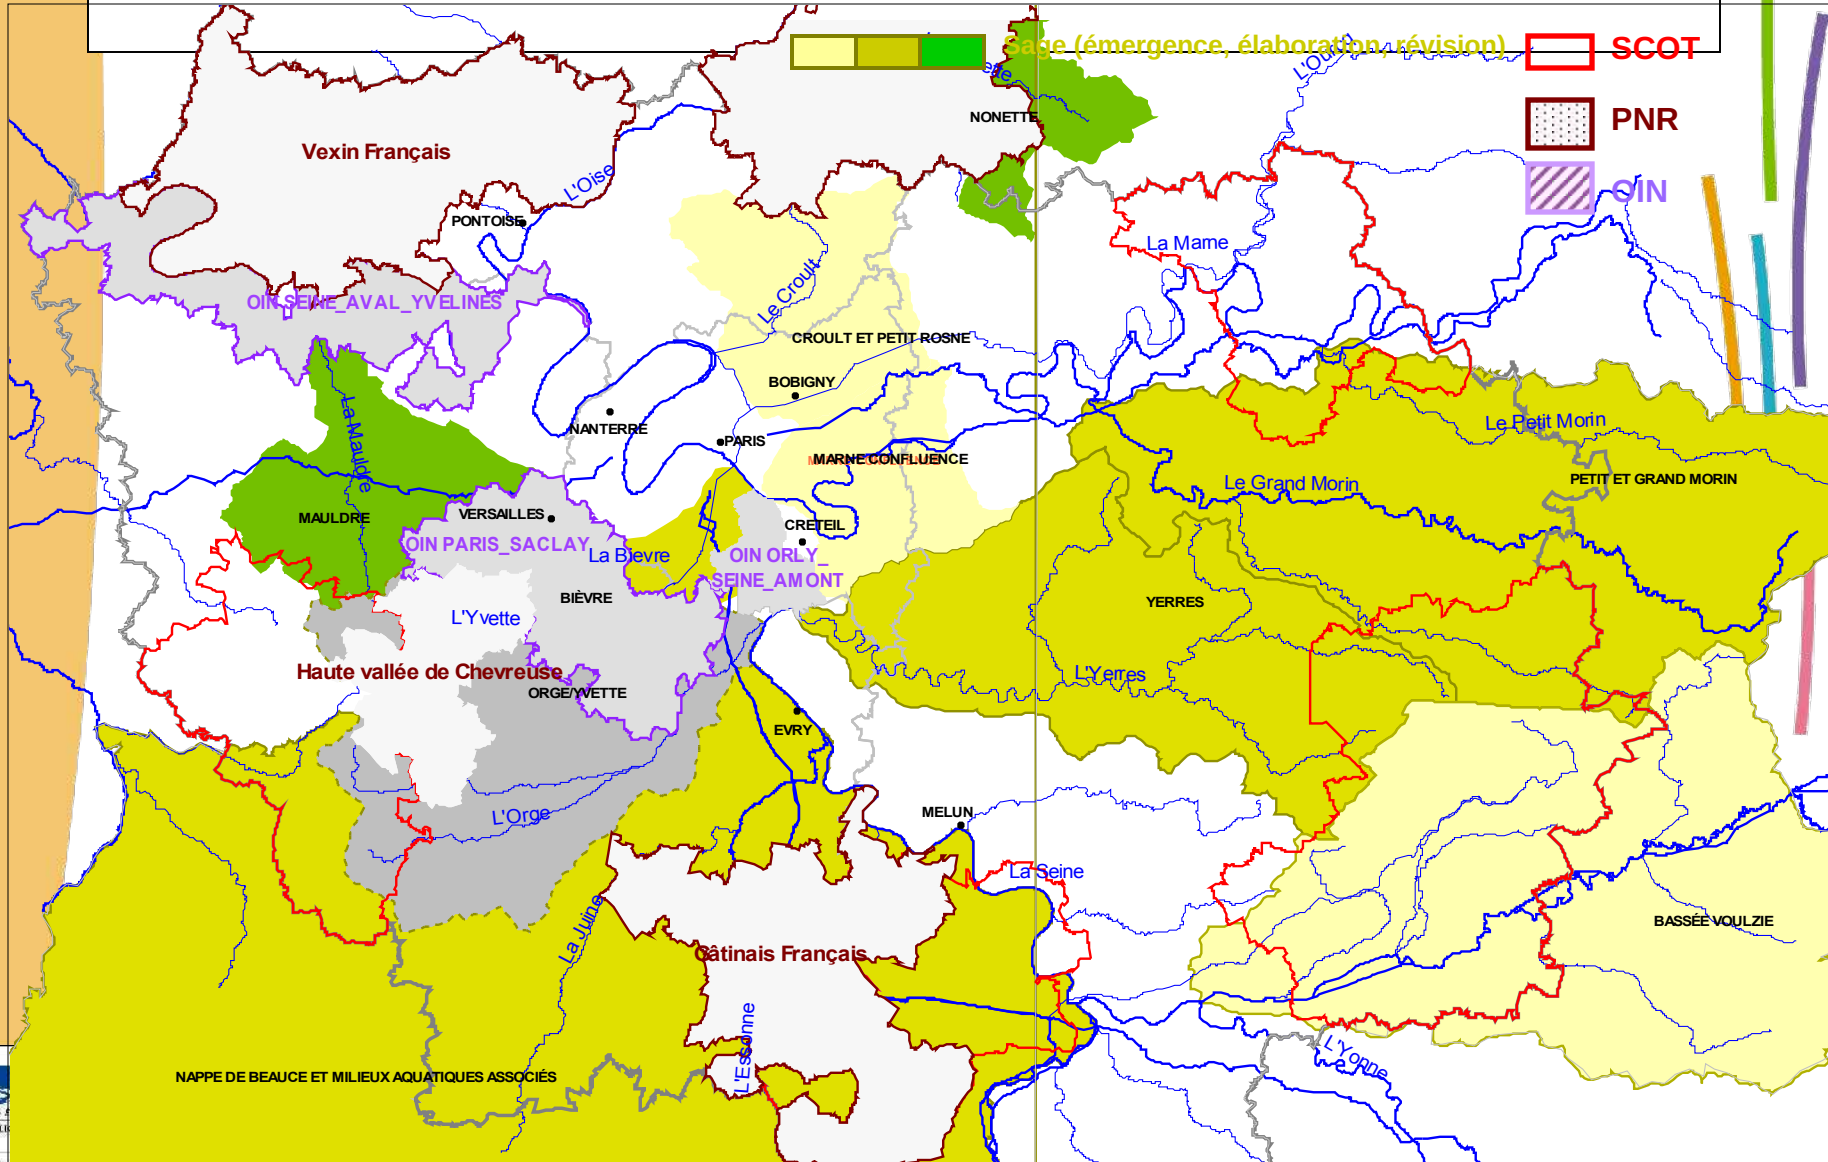 Sage (émergence, élaboration, révision)
SCOT
PNR
OIN
L'Ourcq
NONETTE
Vexin Français
L'Oise
PONTOISE
La Marne
Le Croult
OIN SEINE_AVAL_YVELINES
CROULT ET PETIT ROSNE
BOBIGNY
La Mauldre
NANTERRE
PARIS
MARNE CONFLUENCE
Le Petit Morin
PETIT ET GRAND MORIN
Le Grand Morin
MAULDRE
VERSAILLES
CRETEIL
OIN PARIS_SACLAY
La Bievre
OIN ORLY_
SEINE_AMONT
BIÈVRE
YERRES
L'Yvette
Haute vallée de Chevreuse
L'Yerres
ORGE/YVETTE
EVRY
L'Orge
MELUN
La Seine
La Juine
BASSÉE VOULZIE
Gâtinais Français
L'Essonne
L'Yonne
NAPPE DE BEAUCE ET MILIEUX AQUATIQUES ASSOCIÉS